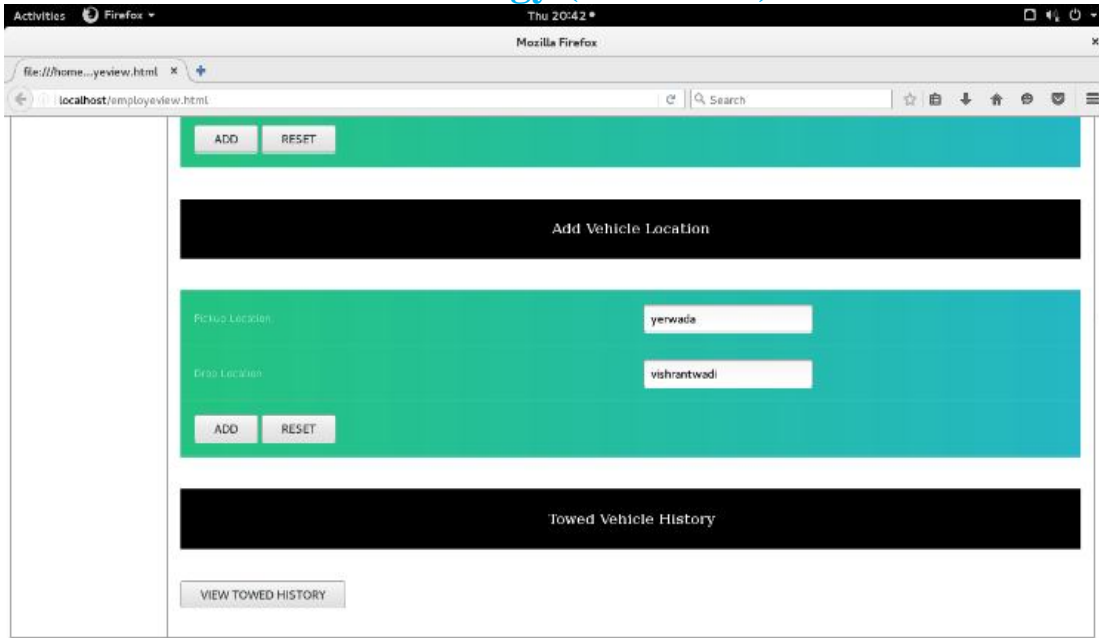 Activities Firefox
Thu 20:42
Mozilla Firefox
file:///home...yeview.html
localhost/employeview.html
Search
ADD RESET
Add Vehicle Location
Pickup Location
yerwada
Drop Location
vishrantwadi
ADD RESET
Towed Vehicle History
VIEW TOWED HISTORY